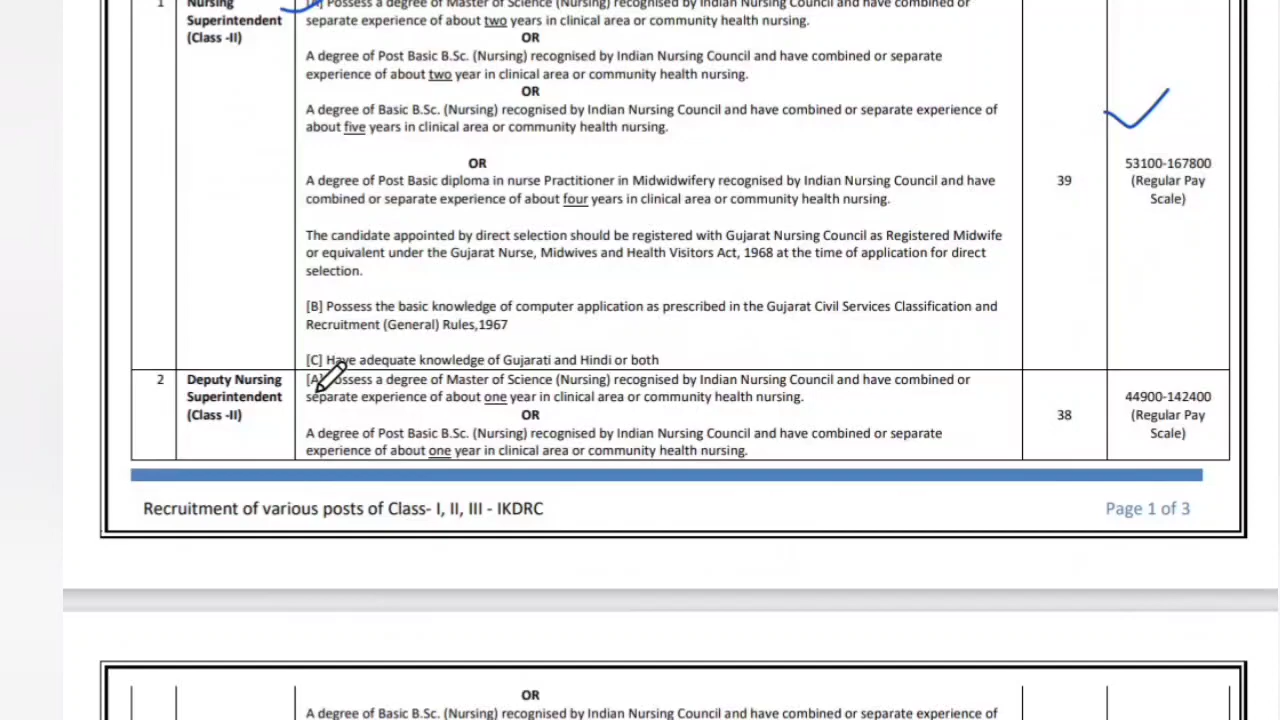 1
Nursing
Superintendent
(Class -II)
[A] Possess a degree of Master of Science (Nursing) recognised by Indian Nursing Council and have combined or
separate experience of about two years in clinical area or community health nursing.
OR
A degree of Post Basic B.Sc. (Nursing) recognised by Indian Nursing Council and have combined or separate
experience of about two year in clinical area or community health nursing.
OR
A degree of Basic B.Sc. (Nursing) recognised by Indian Nursing Council and have combined or separate experience of
about five years in clinical area or community health nursing.
OR
A degree of Post Basic diploma in nurse Practitioner in Midwidwifery recognised by Indian Nursing Council and have
combined or separate experience of about four years in clinical area or community health nursing.
The candidate appointed by direct selection should be registered with Gujarat Nursing Council as Registered Midwife
or equivalent under the Gujarat Nurse, Midwives and Health Visitors Act, 1968 at the time of application for direct
selection.
[B] Possess the basic knowledge of computer application as prescribed in the Gujarat Civil Services Classification and
Recruitment (General) Rules,1967
[C] Have adequate knowledge of Gujarati and Hindi or both
39
53100-167800
(Regular Pay
Scale)
2
Deputy Nursing
Superintendent
(Class -II)
[A] Possess a degree of Master of Science (Nursing) recognised by Indian Nursing Council and have combined or
separate experience of about one year in clinical area or community health nursing.
OR
A degree of Post Basic B.Sc. (Nursing) recognised by Indian Nursing Council and have combined or separate
experience of about one year in clinical area or community health nursing.
38
44900-142400
(Regular Pay
Scale)
Recruitment of various posts of Class- I, II, III - IKDRC
Page 1 of 3
OR
A degree of Basic B.Sc. (Nursing) recognised by Indian Nursing Council and have combined or separate experience of